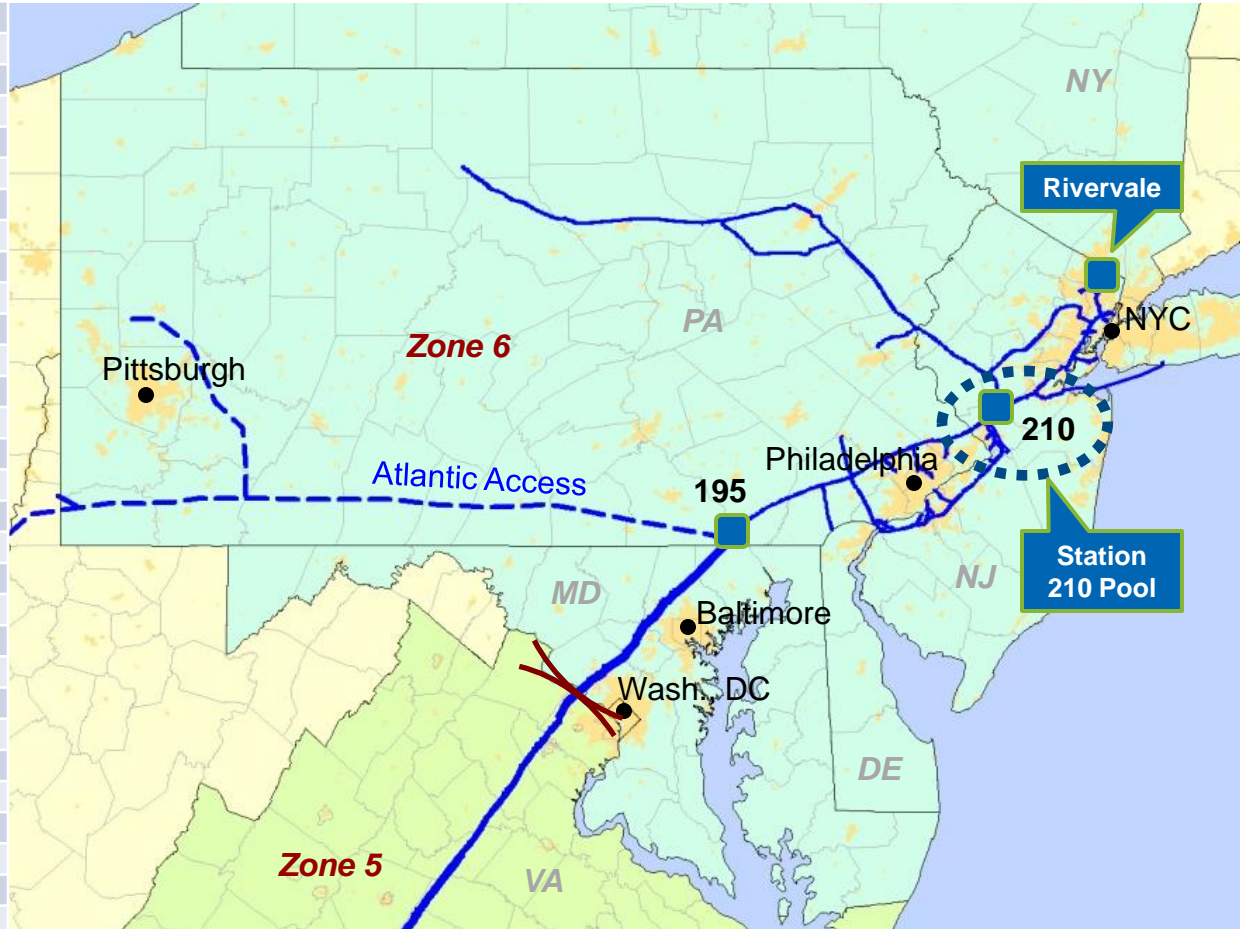 NY
Rivervale
NYC
PA
Zone 6
Pittsburgh
210
Philadelphia
Atlantic Access
195
Station
210 Pool
NJ
MD
Baltimore
Wash., DC
DE
Zone 5
VA